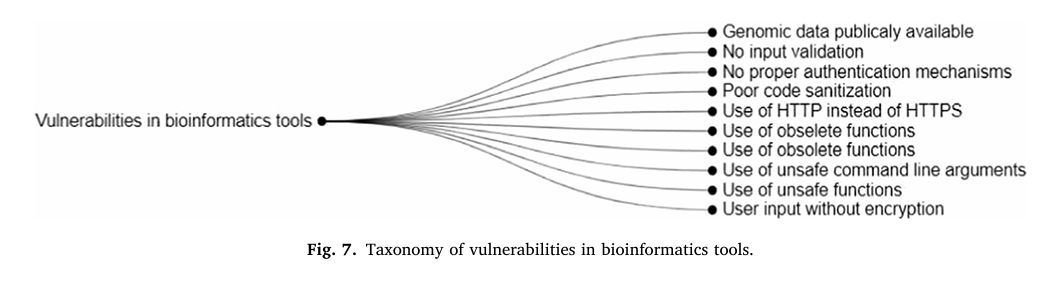 Genomic data publicaly available
No input validation
No proper authentication mechanisms
Poor code sanitization
Vulnerabilities in bioinformatics tools
Use of HTTP instead of HTTPS
Use of obselete functions
Use of obsolete functions
Use of unsafe command line arguments
Use of unsafe functions
User input without encryption
Fig. 7. Taxonomy of vulnerabilities in bioinformatics tools.